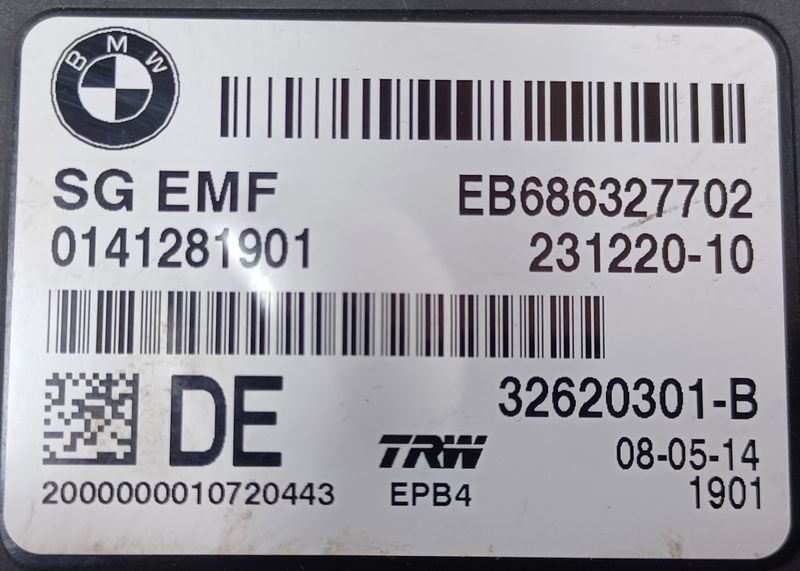 BMW
SG EMF
EB686327702
0141281901
231220-10
DE
32620301-B
TRW
08-05-14
2000000010720443
EPB4
1901